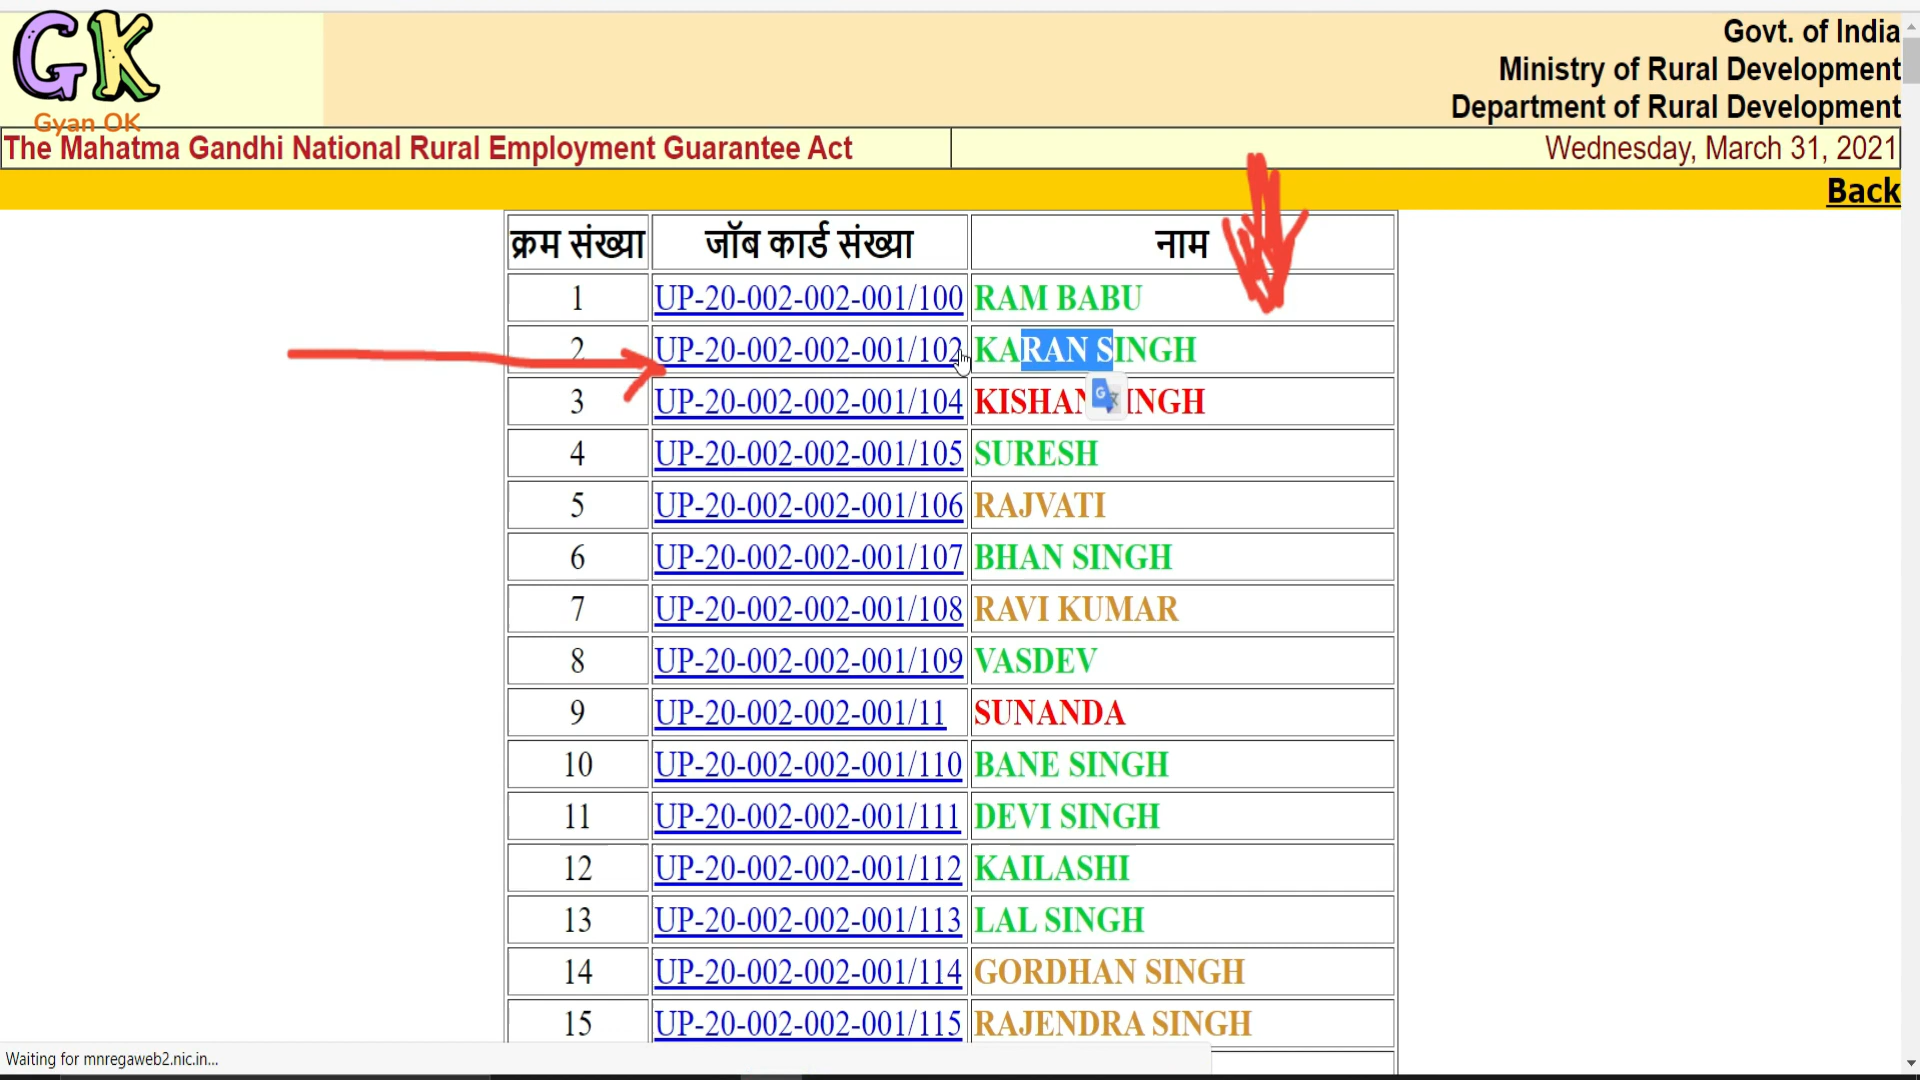 GK
Gyan OK
Govt. of India
Ministry of Rural Development
Department of Rural Development
The Mahatma Gandhi National Rural Employment Guarantee Act
Wednesday, March 31, 2021
Back
क्रम संख्या जॉब कार्ड संख्या नाम
1 UP-20-002-002-001/100 RAM BABU
2 UP-20-002-002-001/102 KARAN SINGH
3 UP-20-002-002-001/104 KISHAN SINGH
4 UP-20-002-002-001/105 SURESH
5 UP-20-002-002-001/106 RAJVATI
6 UP-20-002-002-001/107 BHAN SINGH
7 UP-20-002-002-001/108 RAVI KUMAR
8 UP-20-002-002-001/109 VASDEV
9 UP-20-002-002-001/11 SUNANDA
10 UP-20-002-002-001/110 BANE SINGH
11 UP-20-002-002-001/111 DEVI SINGH
12 UP-20-002-002-001/112 KAILASHI
13 UP-20-002-002-001/113 LAL SINGH
14 UP-20-002-002-001/114 GORDHAN SINGH
15 UP-20-002-002-001/115 RAJENDRA SINGH
Waiting for mnregaweb2.nic.in...